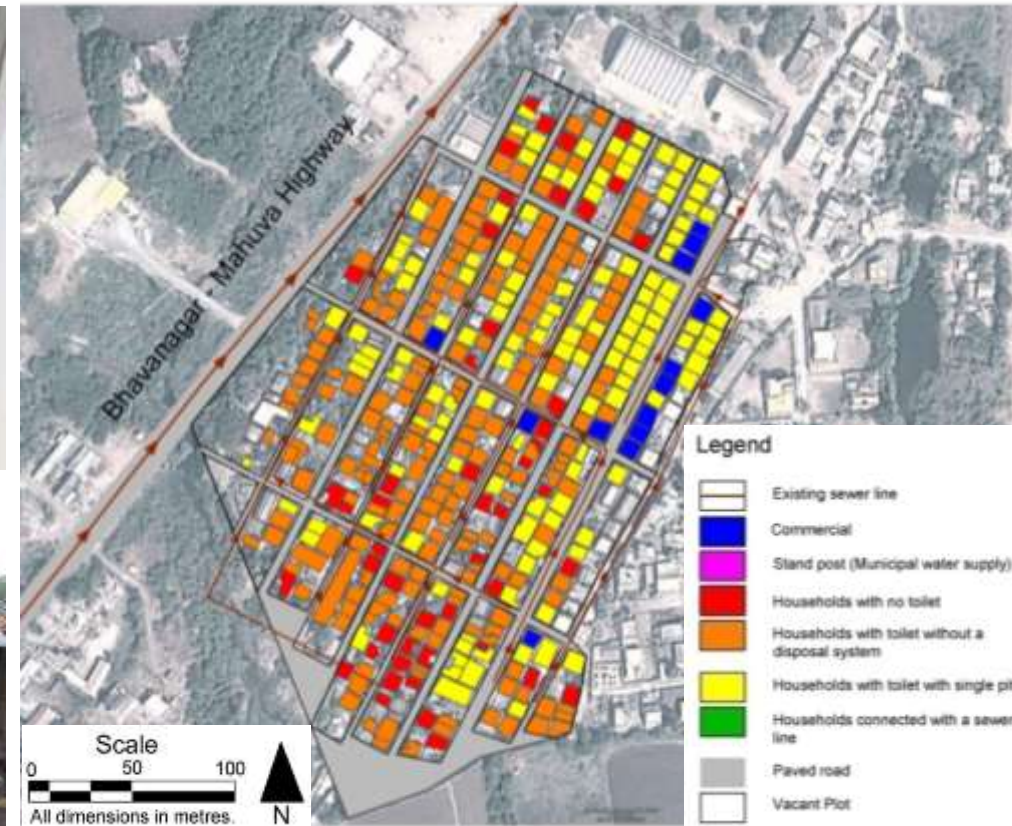 Bhavanagar - Mahuva Highway
Legend
Existing sewer line
Commercial
Stand post (Municipal water supply)
Households with no toilet
Households with toilet without a
disposal system
Households with toilet with single pit
Households connected with a sewer
line
Paved road
Vacant Plot
Scale
0 50 100
All dimensions in metres.
N